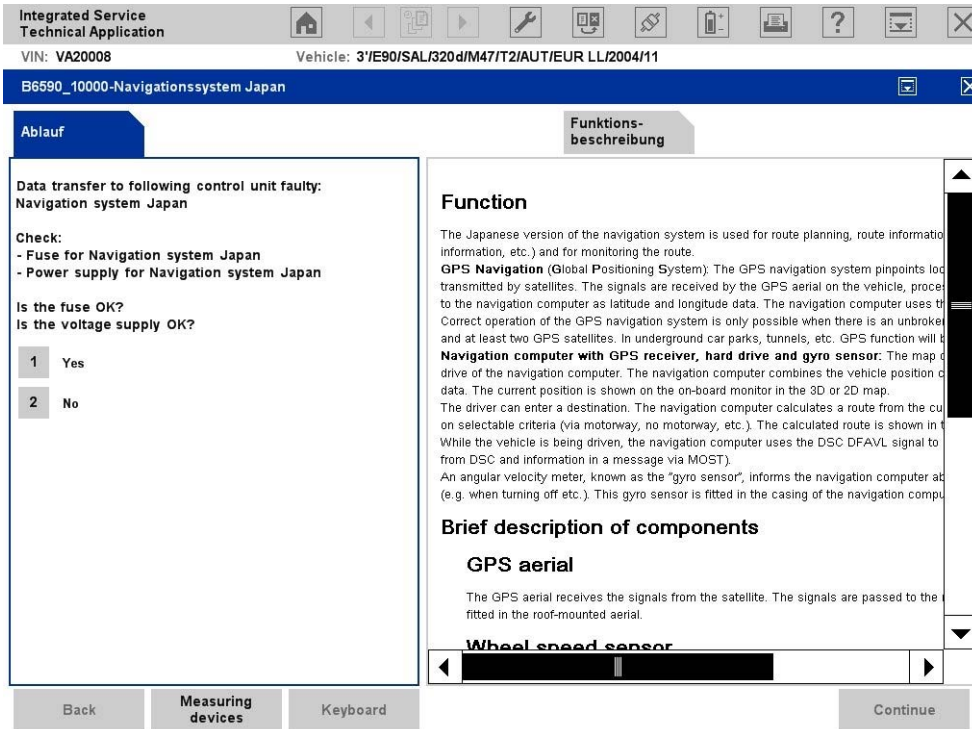 Integrated Service
Technical Application
VIN: VA20008
Vehicle: 3'/E90/SAL/320d/M47/T2/AUT/EUR LL/2004/11
B6590_10000-Navigationssystem Japan
Ablauf
Data transfer to following control unit faulty:
Navigation system Japan
Check:
- Fuse for Navigation system Japan
- Power supply for Navigation system Japan
Is the fuse OK?
Is the voltage supply OK?
1 Yes
2 No
Funktions-
beschreibung
Function
The Japanese version of the navigation system is used for route planning, route
information, etc.) and for monitoring the route.
GPS Navigation (Global Positioning System): The GPS navigation system pinpoints
transmitted by satellites. The signals are received by the GPS aerial on the vehicle,
to the navigation computer as latitude and longitude data. The navigation computer uses
Correct operation of the GPS navigation system is only possible when there is an
and at least two GPS satellites. In underground car parks, tunnels, etc. GPS function will
Navigation computer with GPS receiver, hard drive and gyro sensor: The map
drive of the navigation computer. The navigation computer combines the vehicle position
data. The current position is shown on the on-board monitor in the 3D or 2D map.
The driver can enter a destination. The navigation computer calculates a route from the
on selectable criteria (via motorway, no motorway, etc.). The calculated route is shown in
While the vehicle is being driven, the navigation computer uses the DSC DFAVL signal to
from DSC and information in a message via MOST).
An angular velocity meter, known as the "gyro sensor", informs the navigation computer
(e.g. when turning off etc.). This gyro sensor is fitted in the casing of the navigation
Brief description of components
GPS aerial
The GPS aerial receives the signals from the satellite. The signals are passed to the
fitted in the roof-mounted aerial.
Wheel speed sensor
Back
Measuring
devices
Keyboard
Continue